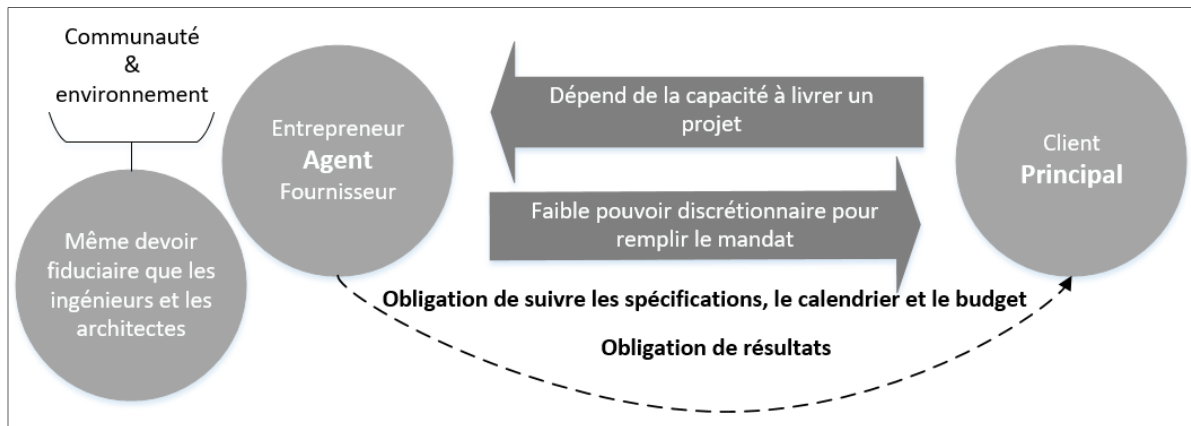 Communauté
&
environnement
Même devoir
fiduciaire que les
ingénieurs et les
architectes
Entrepreneur
Agent
Fournisseur
Dépend de la capacité à livrer un
projet
Faible pouvoir discrétionnaire pour
remplir le mandat
Client
Principal
Obligation de suivre les spécifications, le calendrier et le budget
Obligation de résultats